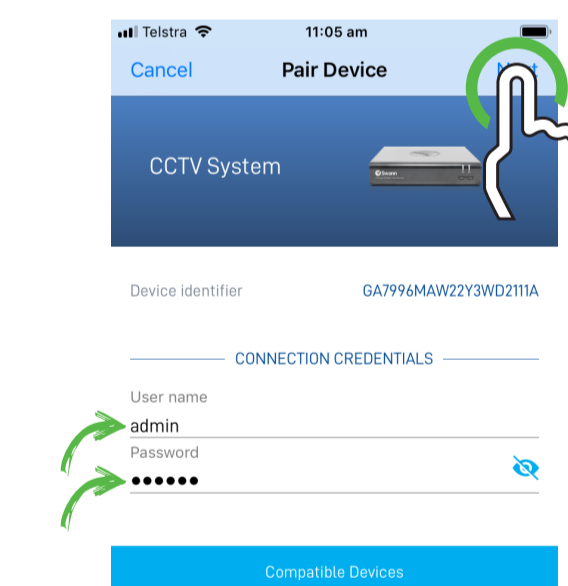 Telstra 11:05 am
Cancel Pair Device
CCTV System
Swann
Device identifier GA7996MAW22Y3WD2111A
CONNECTION CREDENTIALS
User name
admin
Password
●●●●●●
Compatible Devices